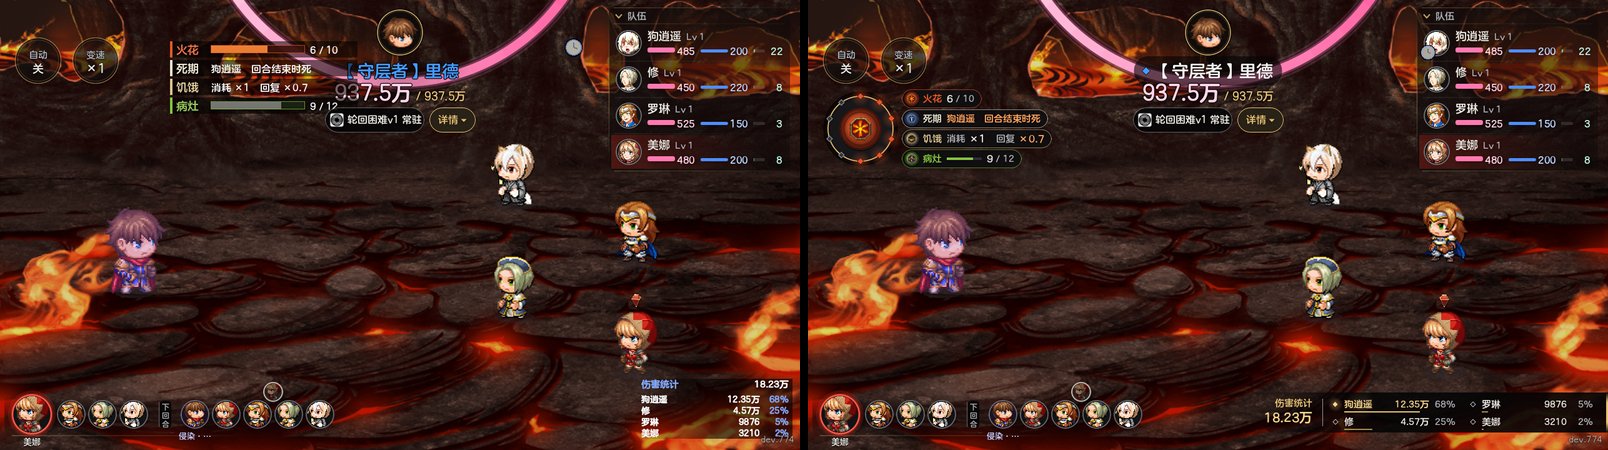 自动
关
变速
×1
火花 6 / 10
死期 狗逍遥 回合结束时死
饥饿 消耗 ×1 回复 ×0.7
病灶 9 / 12
【守层者】里德
937.5万 / 937.5万
轮回困难v1 常驻
详情
队伍
狗逍遥 Lv 1
485 200 22
修 Lv 1
450 220 8
罗琳 Lv 1
525 150 3
美娜 Lv 1
480 200 8
美娜
下回合
侵染 · ...
伤害统计 18.23万
狗逍遥 12.35万 68%
修 4.57万 25%
罗琳 9876 5%
美娜 3210 2%
dev.774
自动
关
变速
×1
火花 6 / 10
死期 狗逍遥 回合结束时死
饥饿 消耗 ×1 回复 ×0.7
病灶 9 / 12
【守层者】里德
937.5万 / 937.5万
轮回困难v1 常驻
详情
队伍
狗逍遥 Lv 1
485 200 22
修 Lv 1
450 220 8
罗琳 Lv 1
525 150 3
美娜 Lv 1
480 200 8
美娜
下回合
侵染 · ...
伤害统计
18.23万
狗逍遥 12.35万 68%
罗琳 9876 5%
修 4.57万 25%
美娜 3210 2%
dev.774